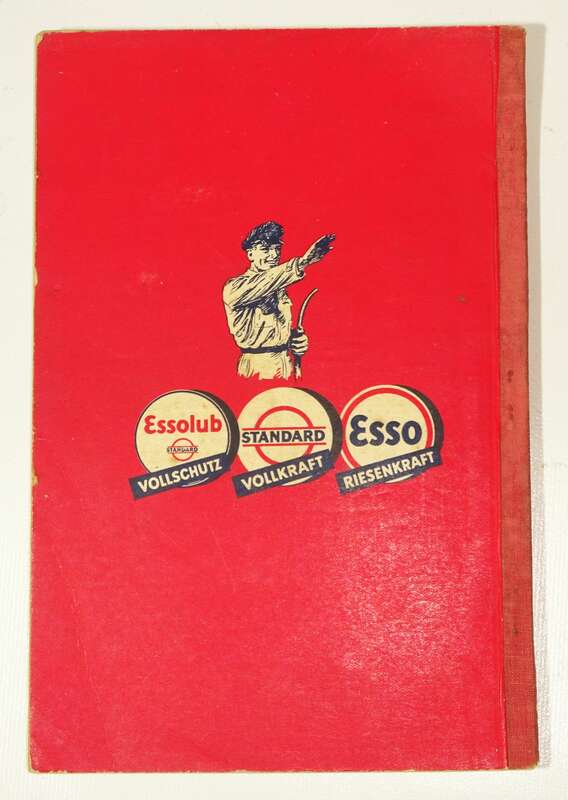 Essolub
STANDARD
VOLLSCHUTZ
STANDARD
VOLLKRAFT
Esso
RIESENKRAFT